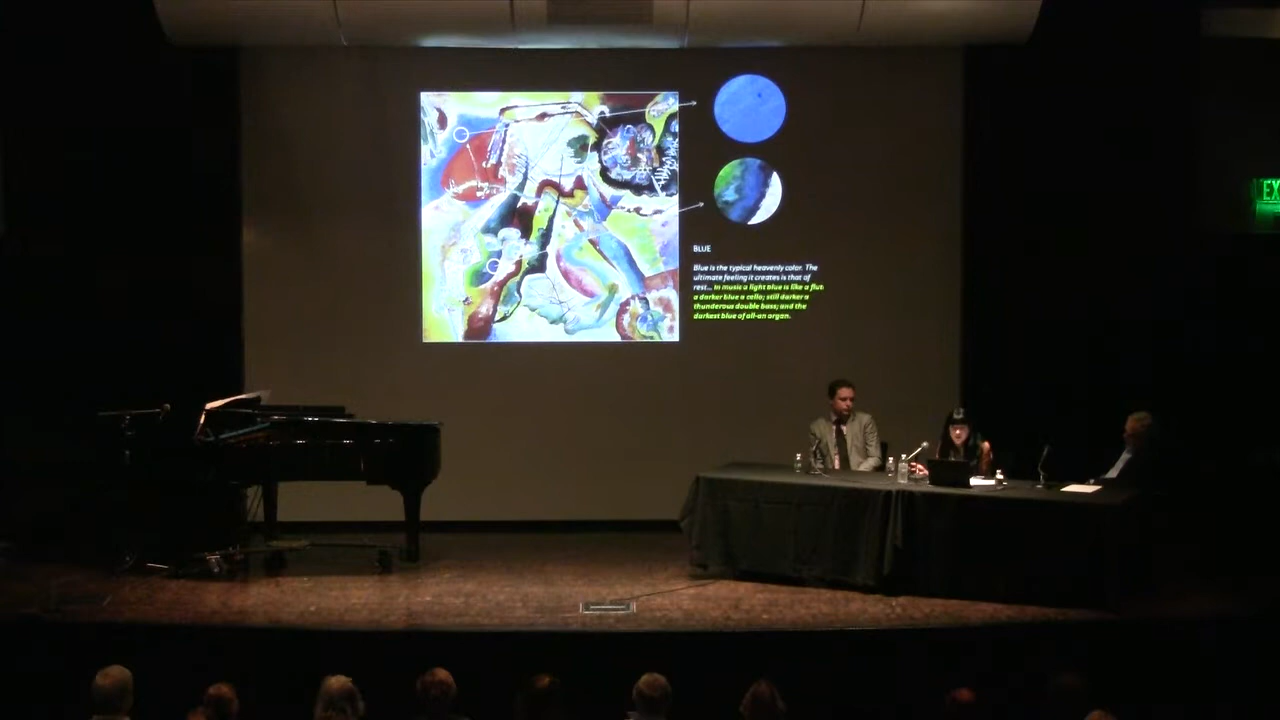 BLUE
Blue is the typical heavenly color. The
ultimate feeling it creates is that of
rest... In music a light blue is like a
a darker blue a cello; still darker a
thunderous double bass; and the
darkest blue of all-an organ.
EX